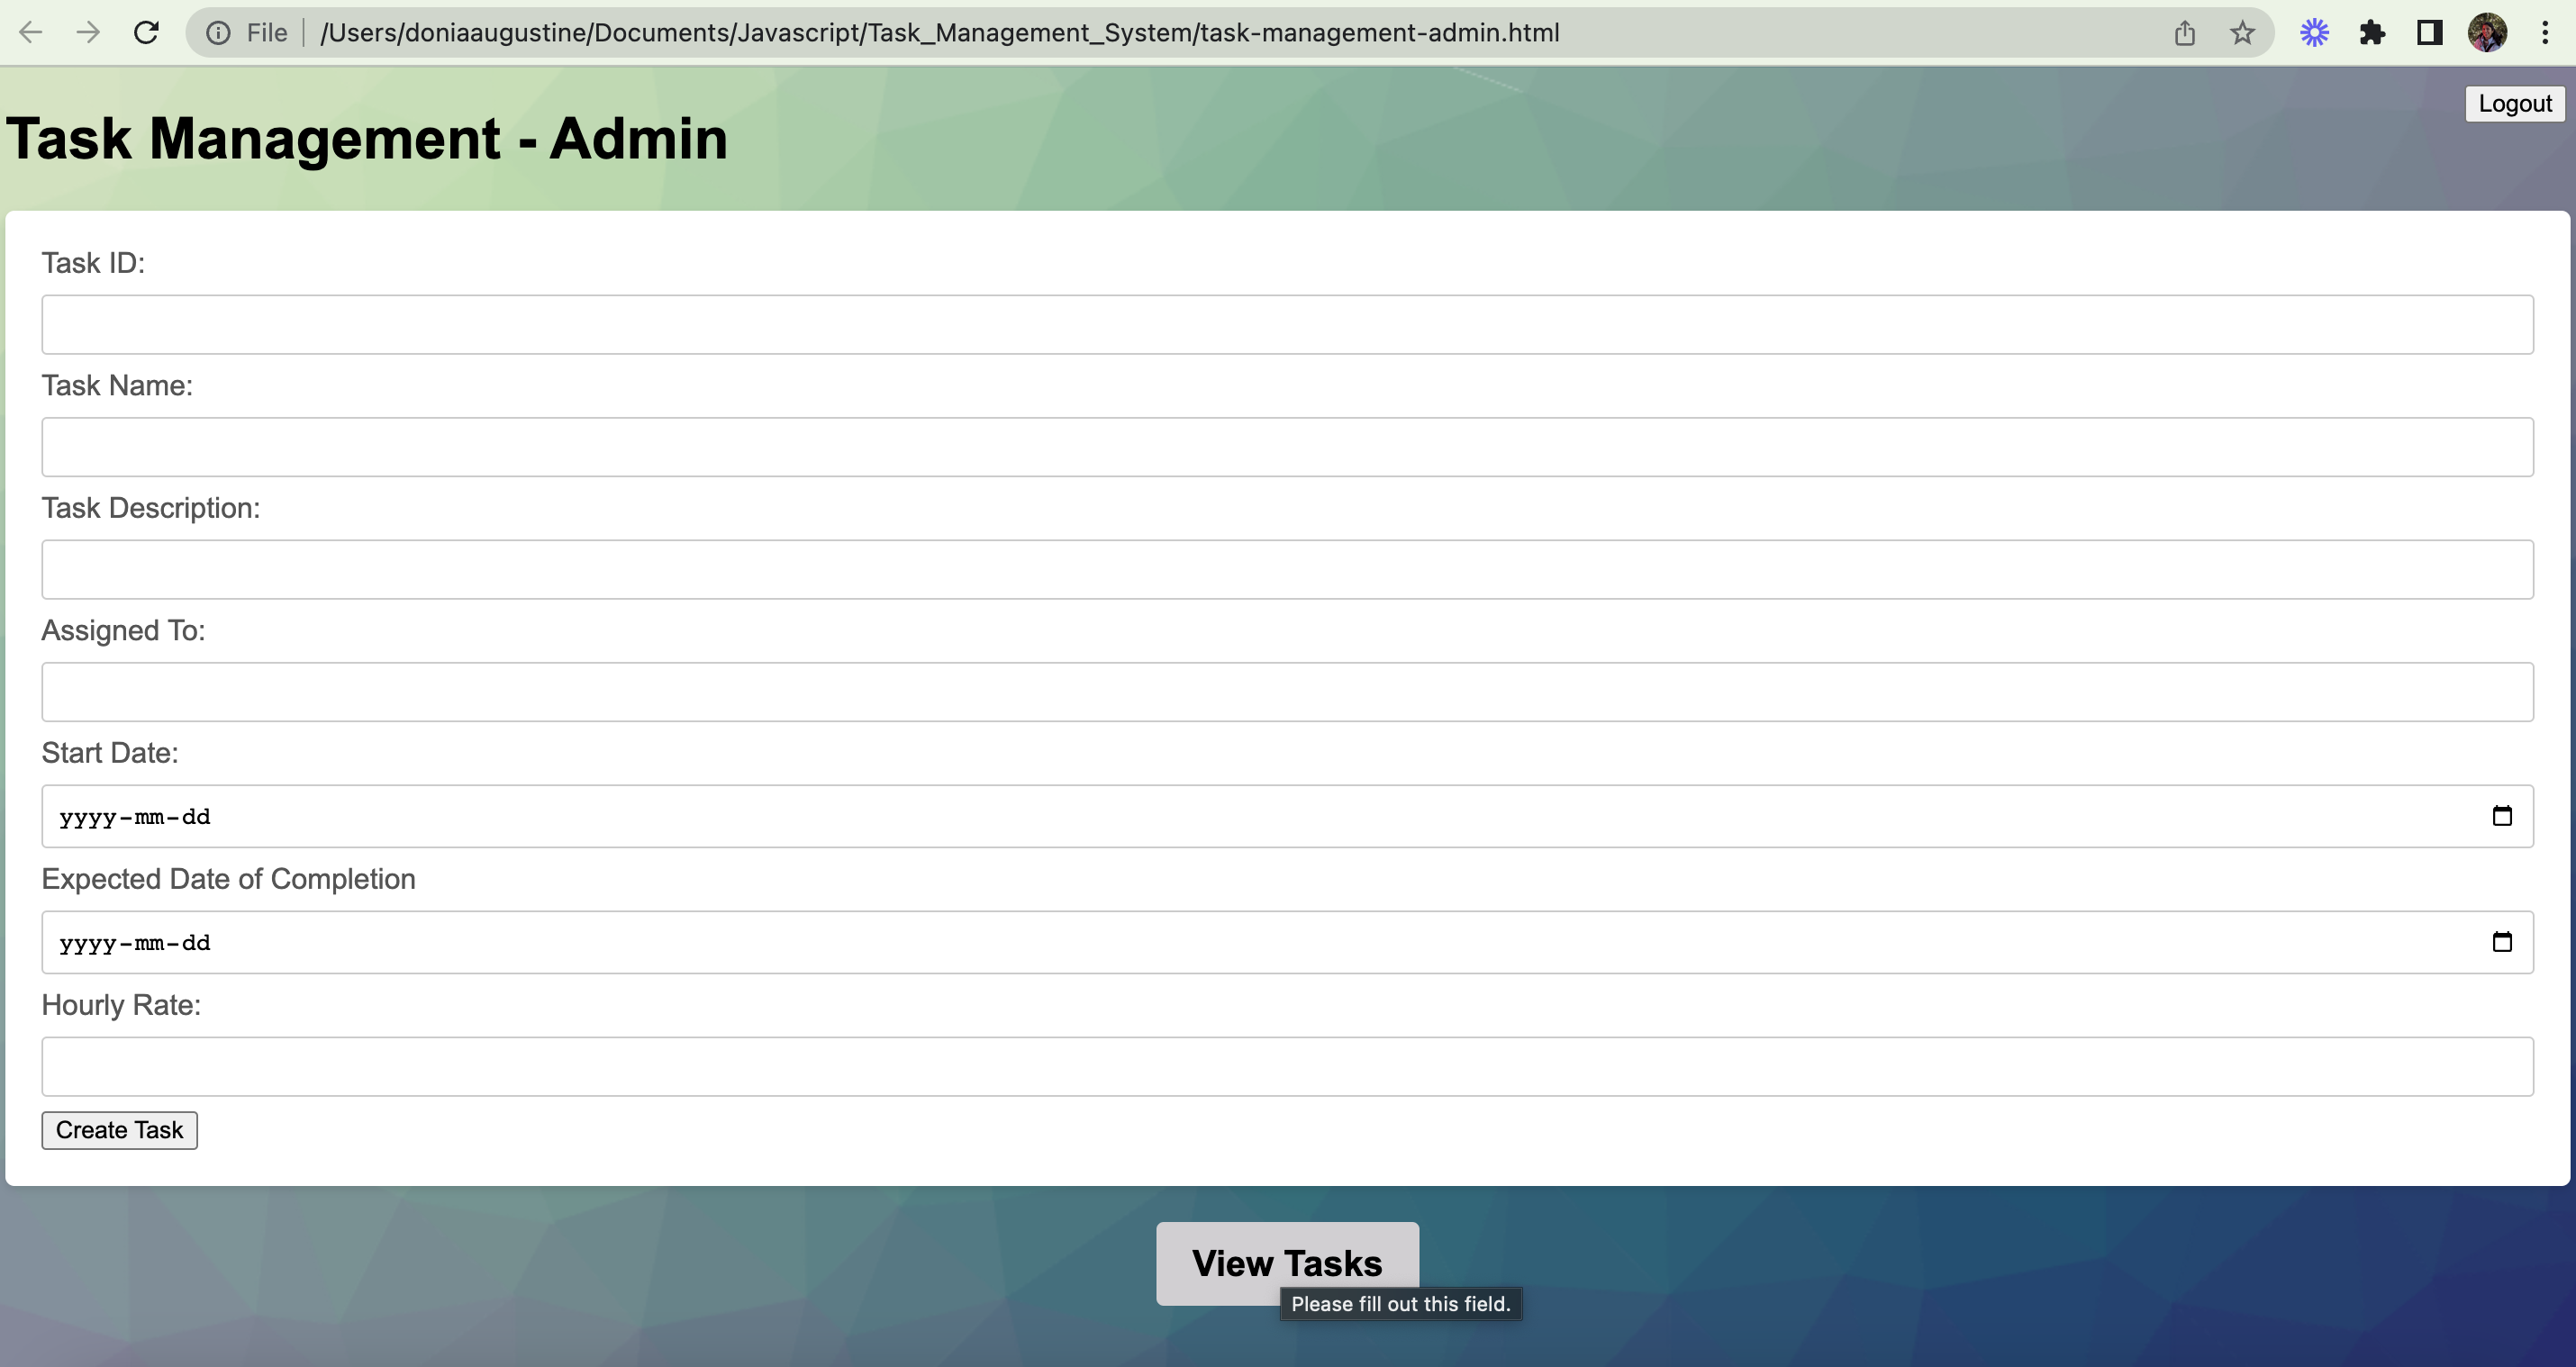 File /Users/doniaaugustine/Documents/Javascript/Task_Management_System/task-management-admin.html
Logout
Task Management - Admin
Task ID:
Task Name:
Task Description:
Assigned To:
Start Date:
yyyy-mm-dd
Expected Date of Completion
yyyy-mm-dd
Hourly Rate:
Create Task
View Tasks
Please fill out this field.